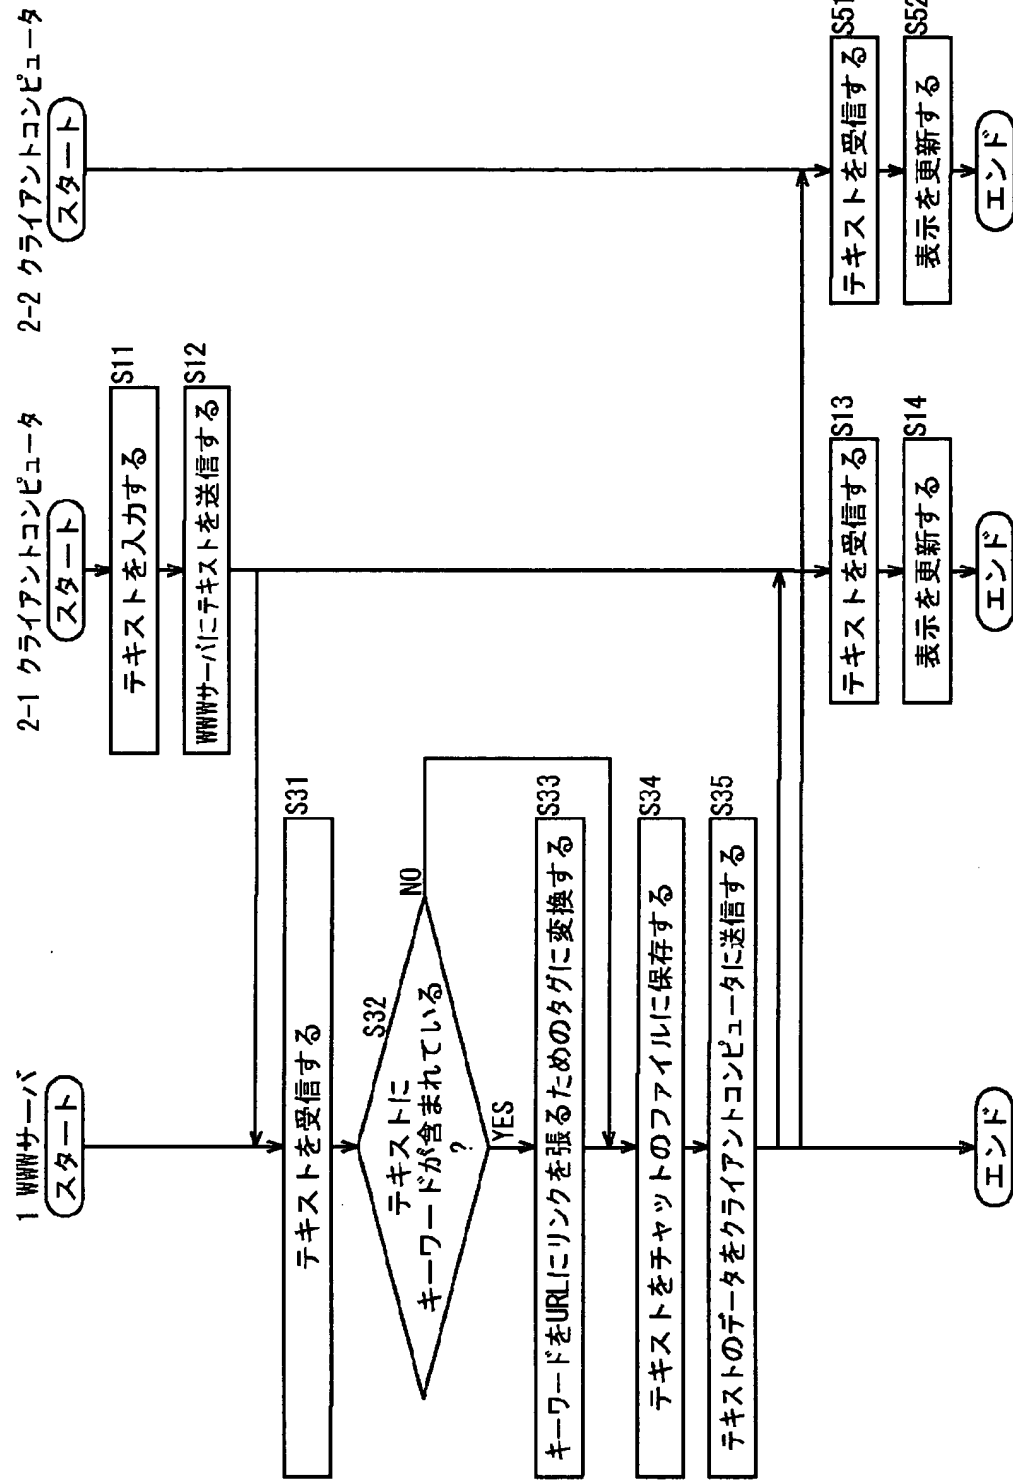 1 WWWサーバ
スタート
テキストを受信する
S31
テキストに
キーワードが含まれている
?
S32
NO
YES
キーワードをURLにリンクを張るためのタグに変換する
S33
テキストをチャットのファイルに保存する
S34
テキストのデータをクライアントコンピュータに送信する
S35
エンド
2-1 クライアントコンピュータ
スタート
テキストを入力する
S11
WWWサーバにテキストを送信する
S12
テキストを受信する
S13
表示を更新する
S14
エンド
2-2 クライアントコンピュータ
スタート
テキストを受信する
S51
表示を更新する
S52
エンド